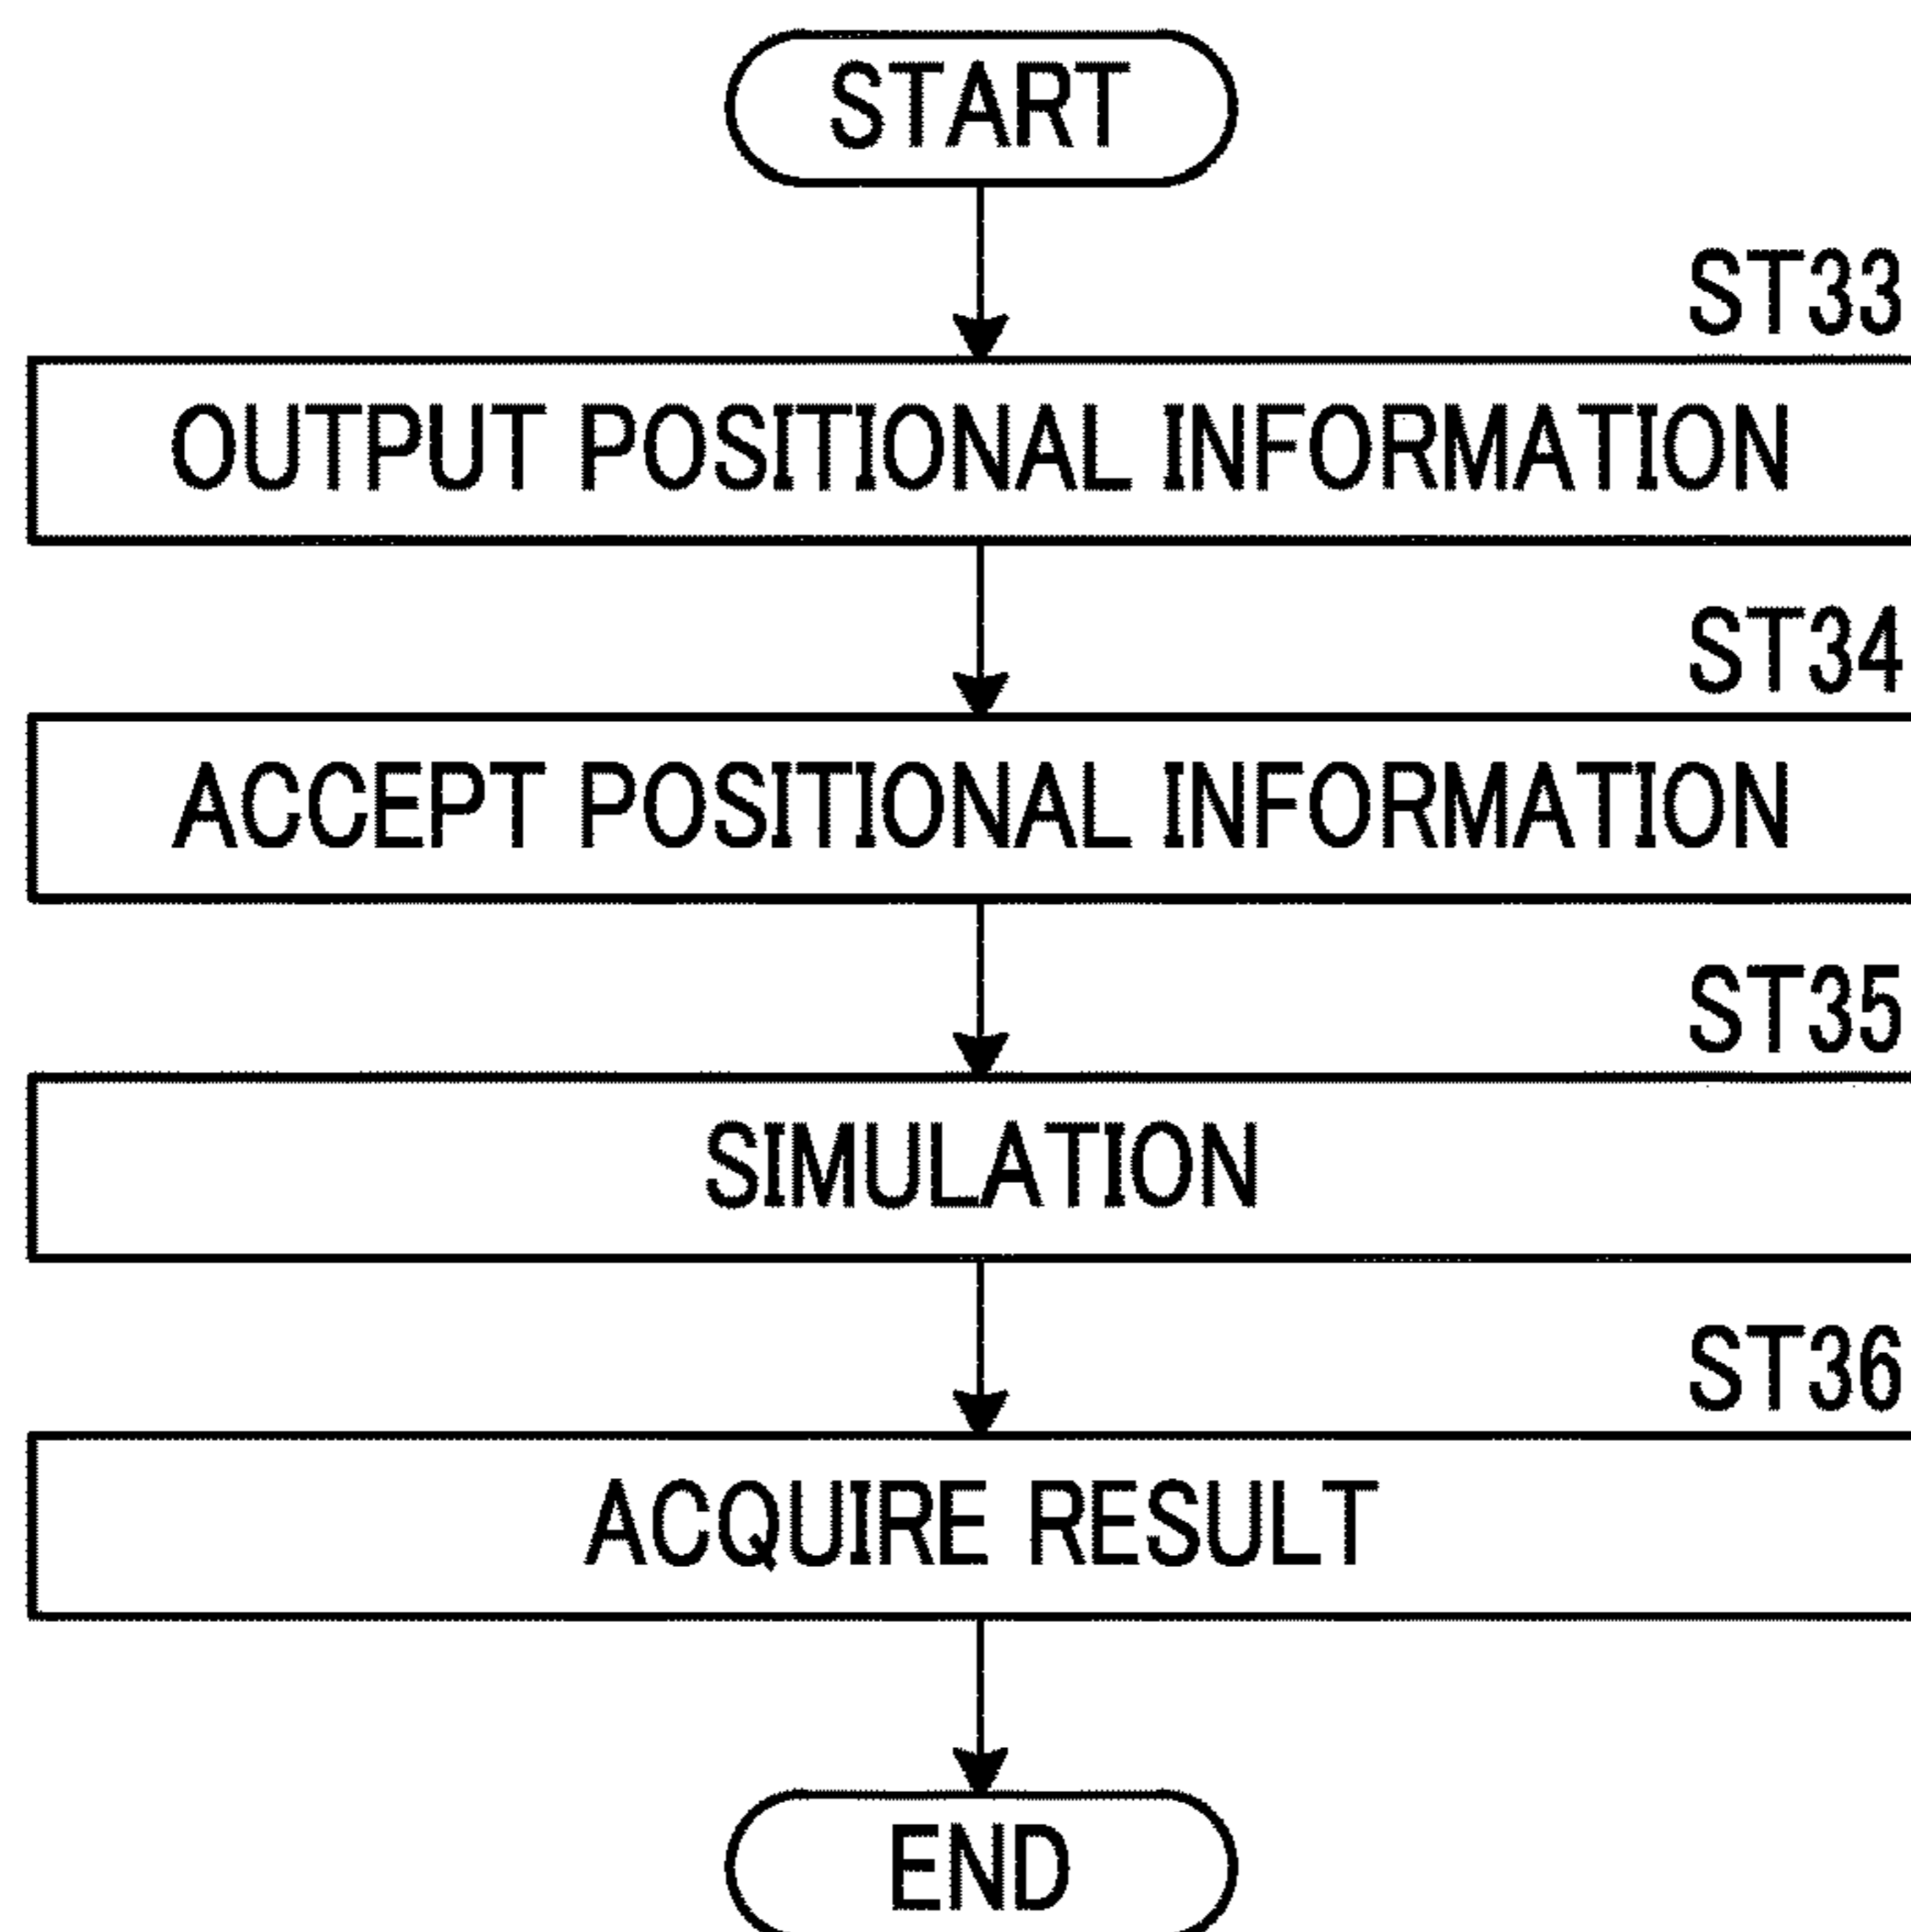 START
ST33
OUTPUT POSITIONAL INFORMATION
ST34
ACCEPT POSITIONAL INFORMATION
ST35
SIMULATION
ST36
ACQUIRE RESULT
END